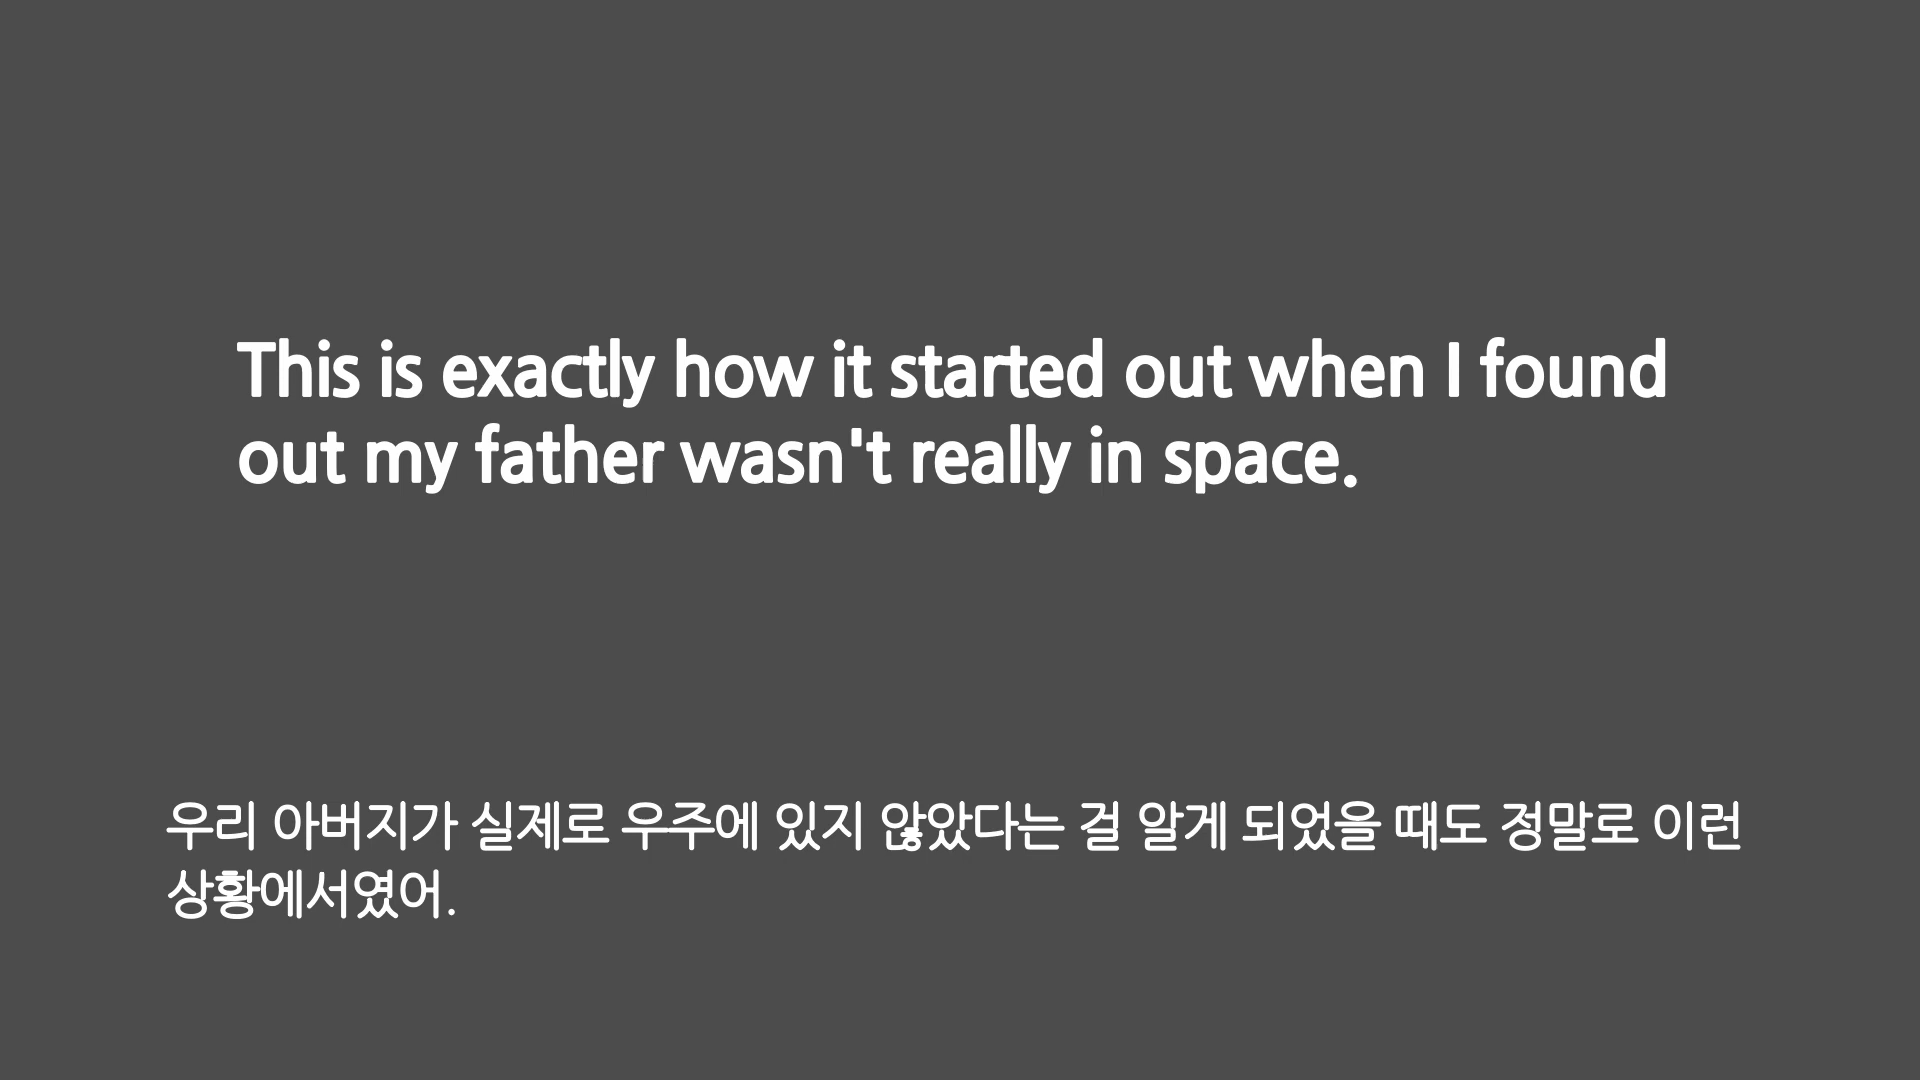 This is exactly how it started out when I found
out my father wasn't really in space.
우리 아버지가 실제로 우주에 있지 않았다는 걸 알게 되었을 때도 정말로 이런
상황에서였어.